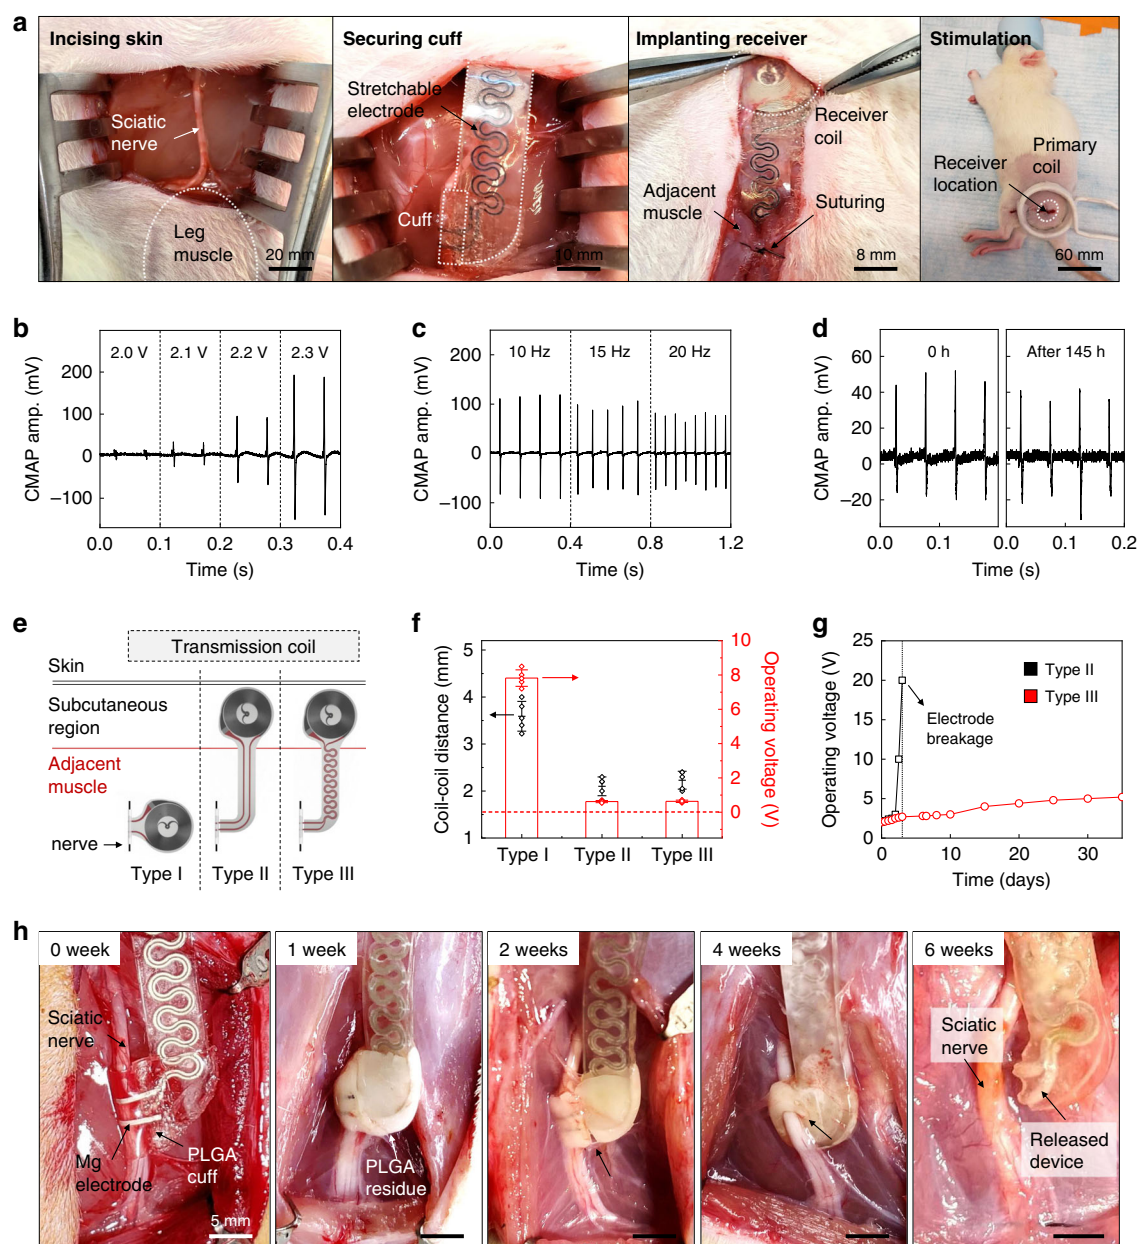 a
Incising skin
Securing cuff
Implanting receiver
Stimulation
Sciatic
nerve
Leg
muscle
20 mm
Stretchable
electrode
Cuff
10 mm
Receiver
coil
Adjacent
muscle
Suturing
8 mm
Primary
coil
Receiver
location
60 mm
b
CMAP amp. (mV)
200
100
0
−100
2.0 V
2.1 V
2.2 V
2.3 V
0.0
0.1
0.2
0.3
0.4
Time (s)
c
CMAP amp. (mV)
200
100
0
−100
10 Hz
15 Hz
20 Hz
0.0
0.4
0.8
1.2
Time (s)
d
CMAP amp. (mV)
60
40
20
0
−20
0 h
After 145 h
0.0
0.1
0.0
0.1
0.2
Time (s)
e
Transmission coil
Skin
Subcutaneous
region
Adjacent
muscle
nerve
Type I
Type II
Type III
f
Coil–coil distance (mm)
5
4
3
2
1
10
8
6
4
2
0
Operating voltage (V)
Type I
Type II
Type III
g
Operating voltage (V)
25
20
15
10
5
0
Type II
Type III
Electrode
breakage
0
10
20
30
Time (days)
h
0 week
1 week
2 weeks
4 weeks
6 weeks
Sciatic
nerve
Mg
electrode
PLGA
cuff
5 mm
PLGA
residue
Sciatic
nerve
Released
device